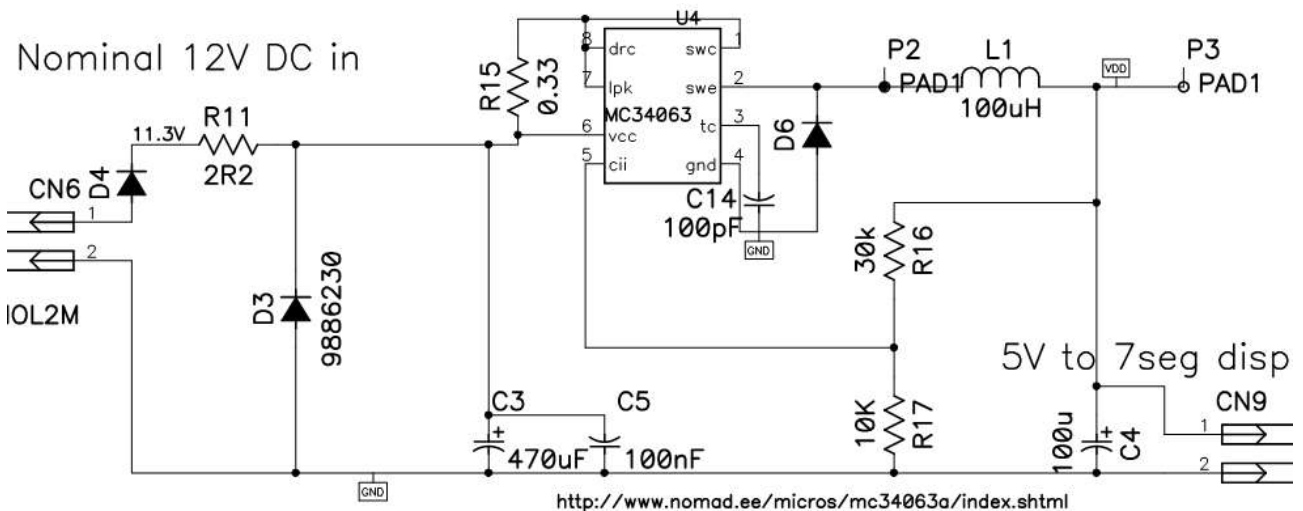 Nominal 12V DC in
U4
8
drc
swc
1
7
lpk
swe
2
MC34063
tc
3
6
vcc
5
cii
gnd
4
R15
0.33
P2
PAD1
L1
100uH
VDD
P3
PAD1
R11
11.3V
2R2
D4
CN6
1
2
IOL2M
D3
9886230
D6
C14
100pF
GND
30k
R16
10K
R17
5V to 7seg disp
CN9
1
2
C3
470uF
C5
100nF
100u
C4
GND
http://www.nomad.ee/micros/mc34063a/index.shtml